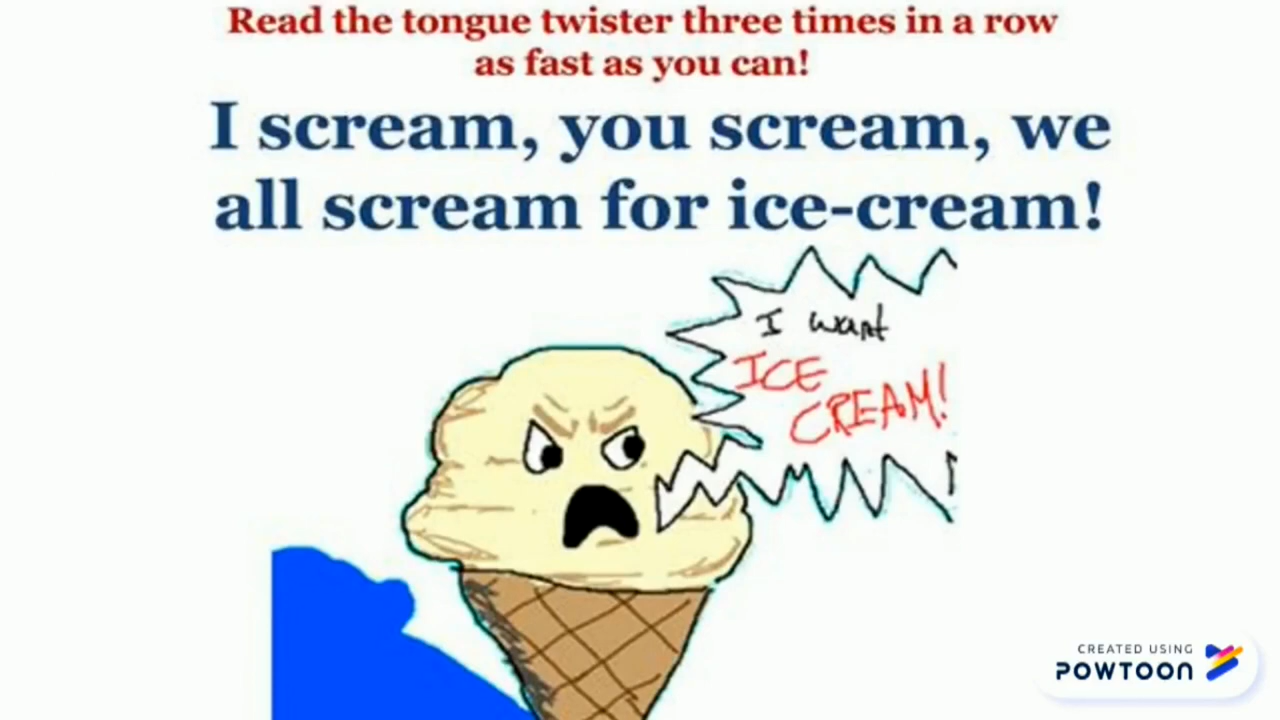 Read the tongue twister three times in a row
as fast as you can!
I scream, you scream, we
all scream for ice-cream!
I want
ICE
CREAM!
CREATED USING
POWTOON